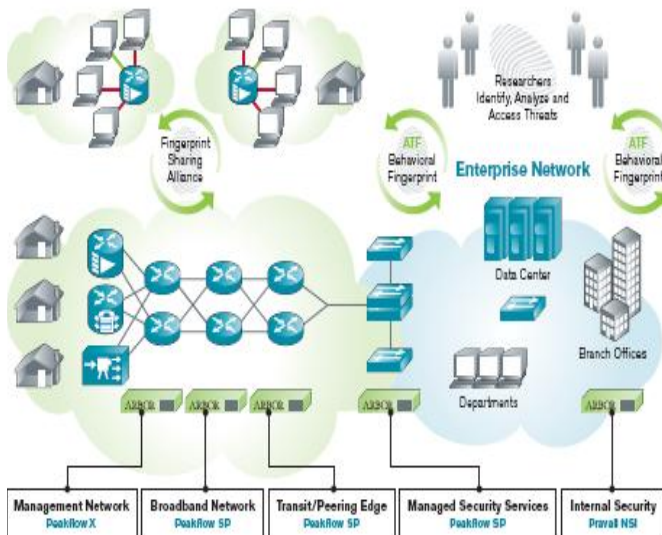 Researchers
Identify, Analyze and
Access Threats
Fingerprint
Sharing
Alliance
ATF
Behavioral
Fingerprint
Enterprise Network
ATF
Behavioral
Fingerprint
Data Center
Branch Offices
Departments
ARBOR
ARBOR
ARBOR
ARBOR
ARBOR
Management Network
Peakflow X
Broadband Network
Peakflow SP
Transit/Peering Edge
Peakflow SP
Managed Security Services
Peakflow SP
Internal Security
Pravail NSI